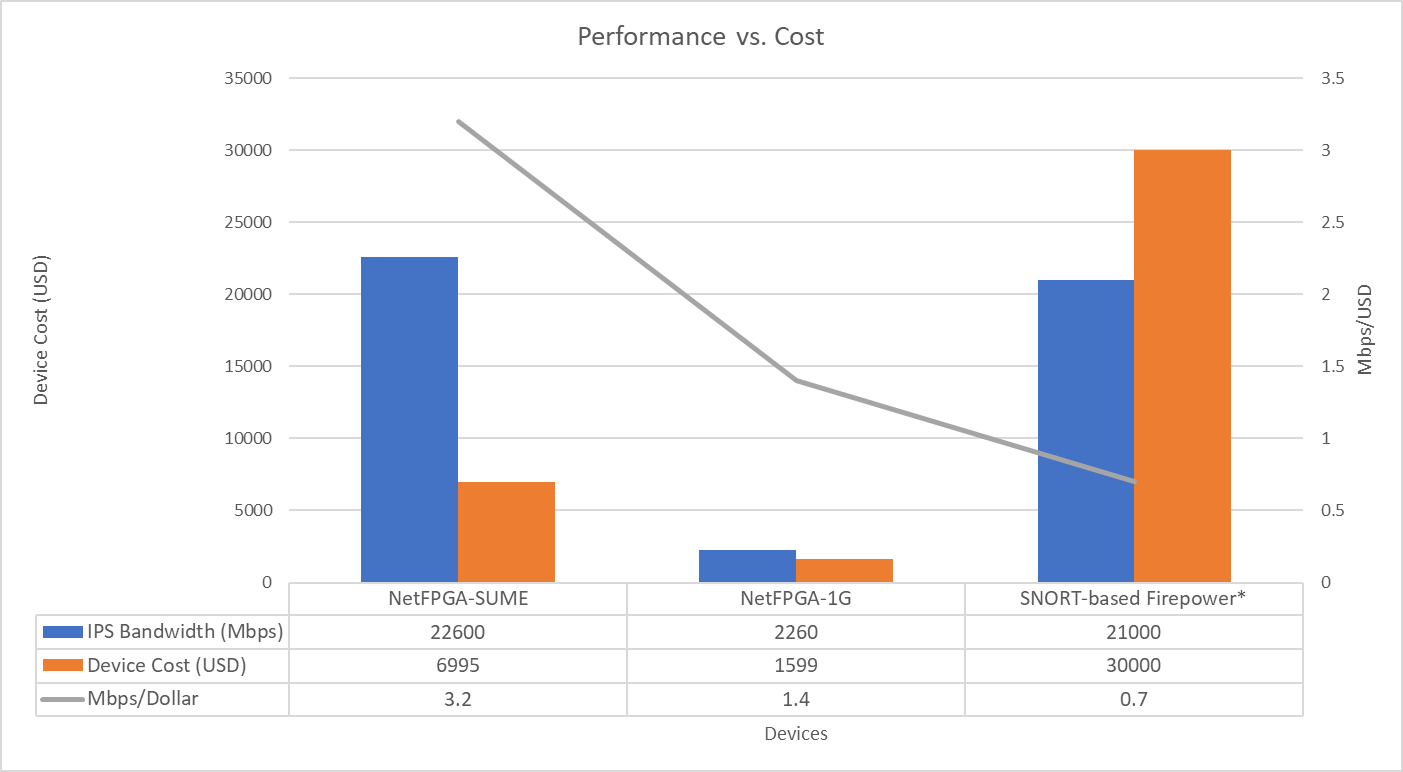 Performance vs. Cost
35000
30000
25000
20000
15000
10000
5000
0
Device Cost (USD)
3.5
3
2.5
2
1.5
1
0.5
0
Mbps/USD
NetFPGA-SUME NetFPGA-1G SNORT-based Firepower*
IPS Bandwidth (Mbps) 22600 2260 21000
Device Cost (USD) 6995 1599 30000
Mbps/Dollar 3.2 1.4 0.7
Devices